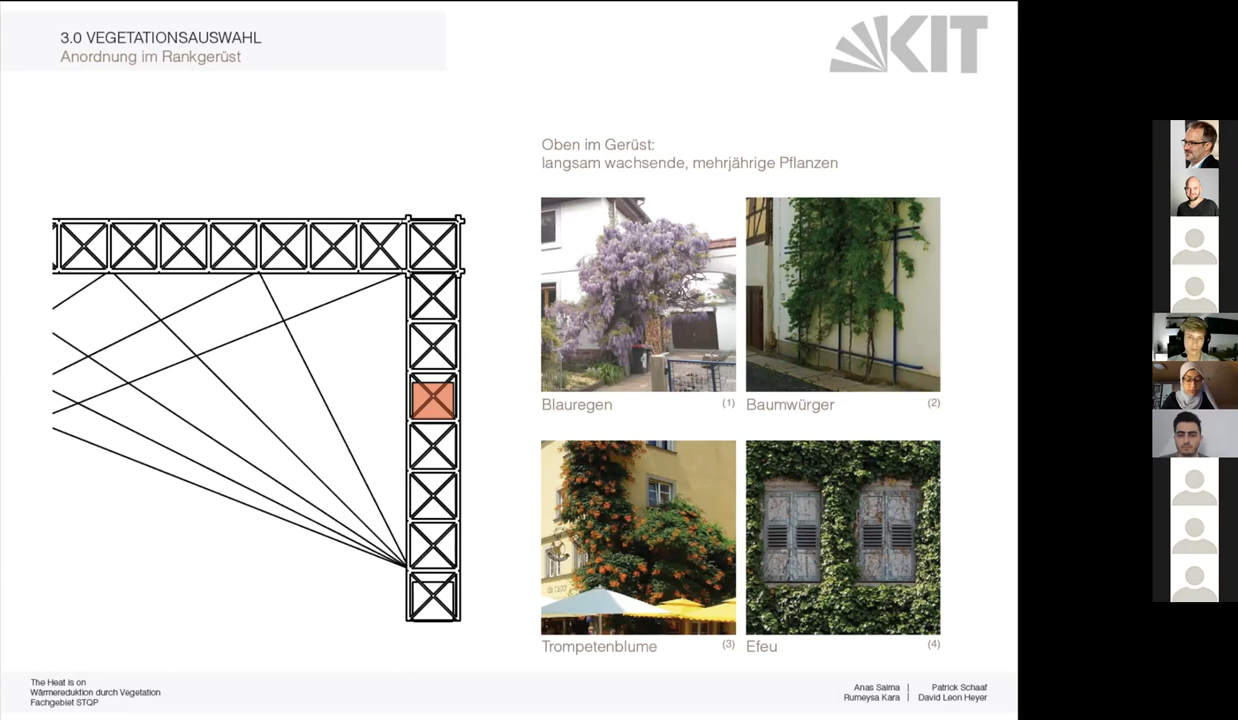 3.0 VEGETATIONSAUSWAHL
Anordnung im Rankgerüst
KIT
Oben im Gerüst:
langsam wachsende, mehrjährige Pflanzen
Blauregen (1)
Baumwürger (2)
Trompetenblume (3)
Efeu (4)
The Heat is on
Wärmereduktion durch Vegetation
Fachgebiet STQP
Anas Saima | Patrick Schaaf
Rumeysa Kara | David Leon Heyer